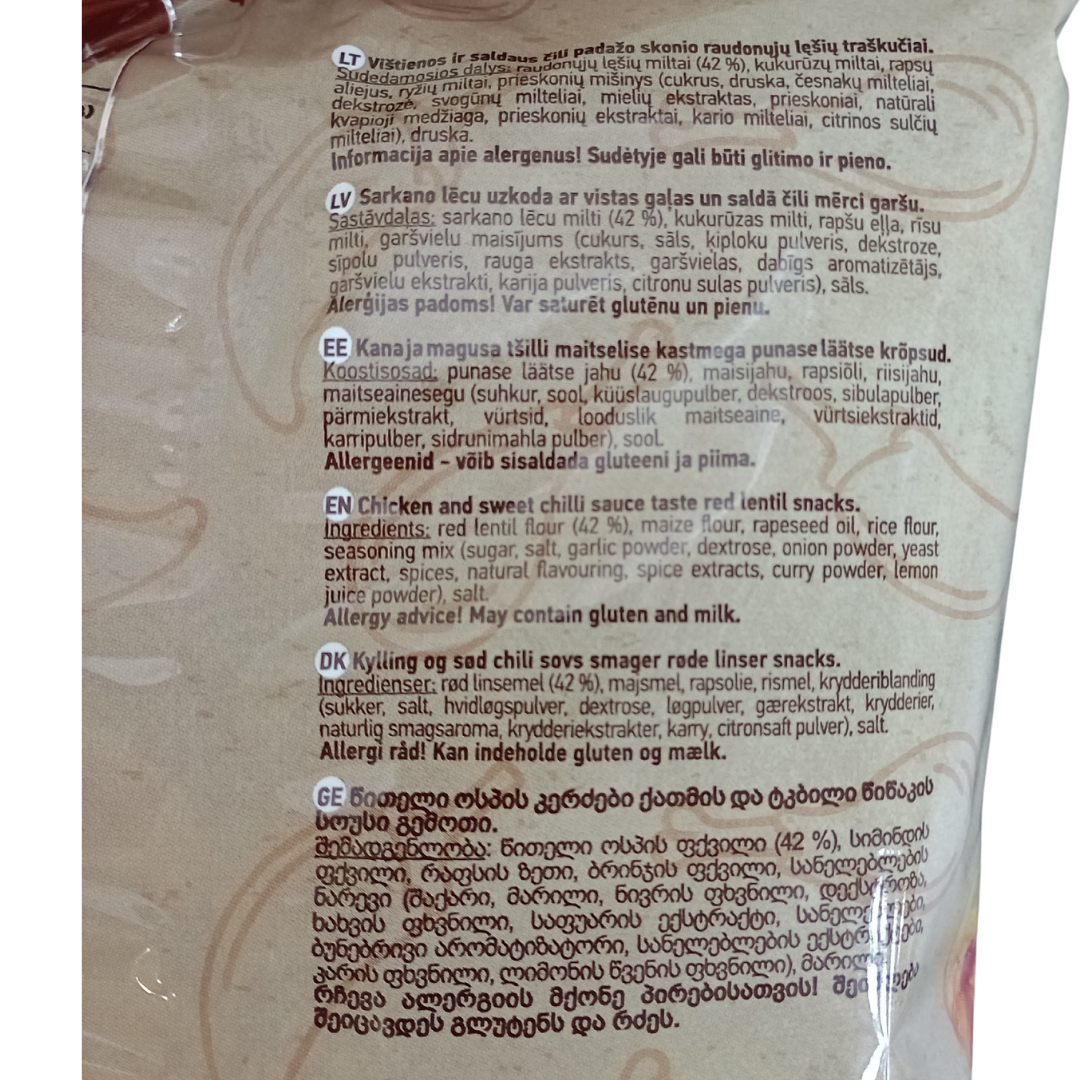 LT Vištienos ir saldaus čili padažo skonio raudonųjų lęšių traškučiai.
Sudedamosios dalys: raudonųjų lęšių miltai (42 %), kukurūzų miltai, rapsų
aliejus, ryžių miltai, prieskonių mišinys (cukrus, druska, česnakų milteliai,
dekstrozė, svogūnų milteliai, mielių ekstraktas, prieskoniai, natūrali
kvapioji medžiaga, prieskonių ekstraktai, kario milteliai, citrinos sulčių
milteliai), druska.
Informacija apie alergenus! Sudėtyje gali būti glitimo ir pieno.
LV Sarkano lēcu uzkoda ar vistas gaļas un saldā čili mērci garšu.
Sastāvdaļas: sarkano lēcu milti (42 %), kukurūzas milti, rapšu eļļa, rīsu
milti, garšvielu maisījums (cukurs, sāls, ķiploku pulveris, dekstroze,
sīpolu pulveris, rauga ekstrakts, garšvielas, dabīgs aromatizētājs,
garšvielu ekstrakti, karija pulveris, citronu sulas pulveris), sāls.
Alerģijas padoms! Var saturēt glutēnu un pienu.
EE Kana ja magusa tšilli maitselise kastmega punase läätse krõpsud.
Koostisosad: punase läätse jahu (42 %), maisijahu, rapsiõli, riisijahu,
maitseainesegu (suhkur, sool, küüslaugupulber, dekstroos, sibulapulber,
pärmiekstrakt, vürtsid, looduslik maitseaine, vürtsiekstraktid,
karripulber, sidrunimahla pulber), sool.
Allergeenid – võib sisaldada gluteeni ja piima.
EN Chicken and sweet chilli sauce taste red lentil snacks.
Ingredients: red lentil flour (42 %), maize flour, rapeseed oil, rice flour,
seasoning mix (sugar, salt, garlic powder, dextrose, onion powder, yeast
extract, spices, natural flavouring, spice extracts, curry powder, lemon
juice powder), salt.
Allergy advice! May contain gluten and milk.
DK Kylling og sød chili sovs smager røde linser snacks.
Ingredienser: rød linsemel (42 %), majsmel, rapsolie, rismel, krydderiblanding
(sukker, salt, hvidløgspulver, dextrose, løgpulver, gærekstrakt, krydderier,
naturlig smagsaroma, krydderiekstrakter, karry, citronsaft pulver), salt.
Allergi råd! Kan indeholde gluten og mælk.
GE წითელი ოსპის კერძები ქათმის და ტკბილი წიწაკის
სოუსი გემოთი.
შემადგენლობა: წითელი ოსპის ფქვილი (42 %), სიმინდის
ფქვილი, რაფსის ზეთი, ბრინჯის ფქვილი, სანელებლების
ნარევი (შაქარი, მარილი, ნივრის ფხვნილი, დექსტროზა,
ხახვის ფხვნილი, საფუარის ექსტრაქტი, სანელებლები,
ბუნებრივი არომატიზატორი, სანელებლების ექსტრაქტები,
კარის ფხვნილი, ლიმონის წვენის ფხვნილი), მარილი.
რჩევა ალერგიის მქონე პირებისათვის!
შეიცავდეს გლუტენს და რძეს.